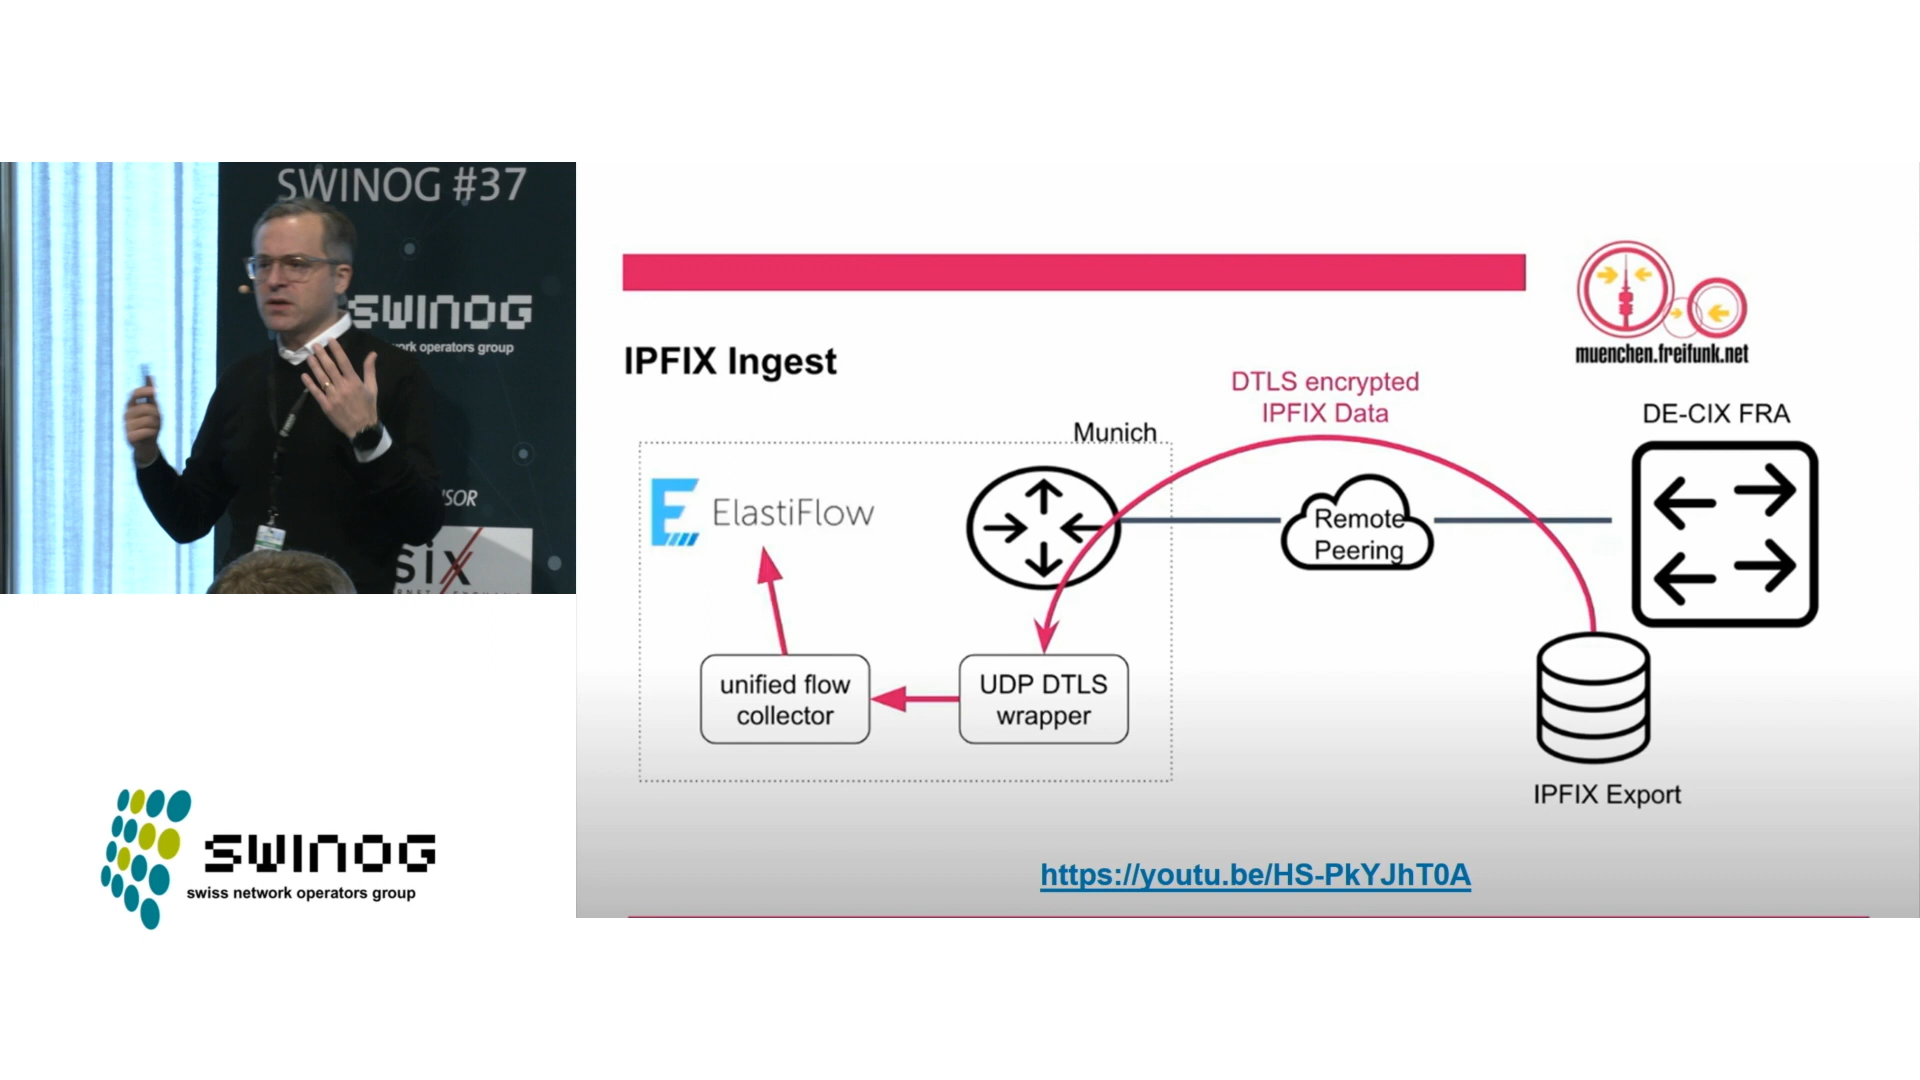 SWINOG #37
swinog
ork operators group
SOR
six
swinog
swiss network operators group
IPFIX Ingest
muenchen.freifunk.net
DTLS encrypted
IPFIX Data
DE-CIX FRA
Munich
ElastiFlow
Remote
Peering
unified flow
collector
UDP DTLS
wrapper
IPFIX Export
https://youtu.be/HS-PkYJhT0A